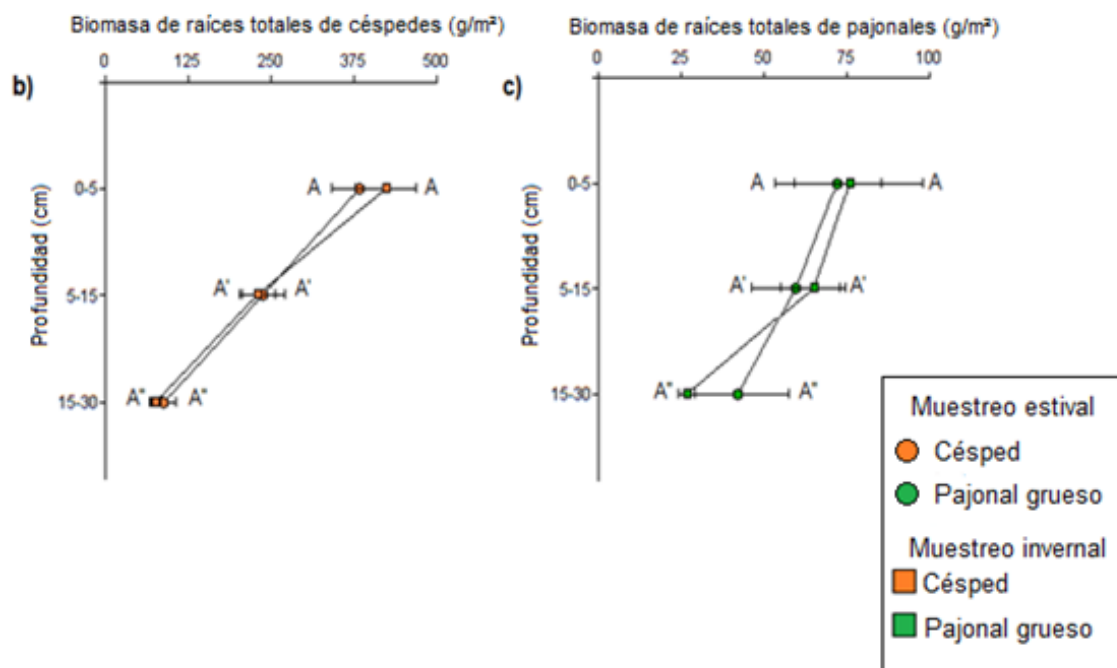 Biomasa de raíces totales de céspedes (g/m²)
0 125 250 375 500
b)
Profundidad (cm)
0-5 A A
5-15 A' A'
15-30 A" A"
Biomasa de raíces totales de pajonales (g/m²)
0 25 50 75 100
c)
Profundidad (cm)
0-5 A A
5-15 A' A'
15-30 A" A"
Muestreo estival
Césped
Pajonal grueso
Muestreo invernal
Césped
Pajonal grueso